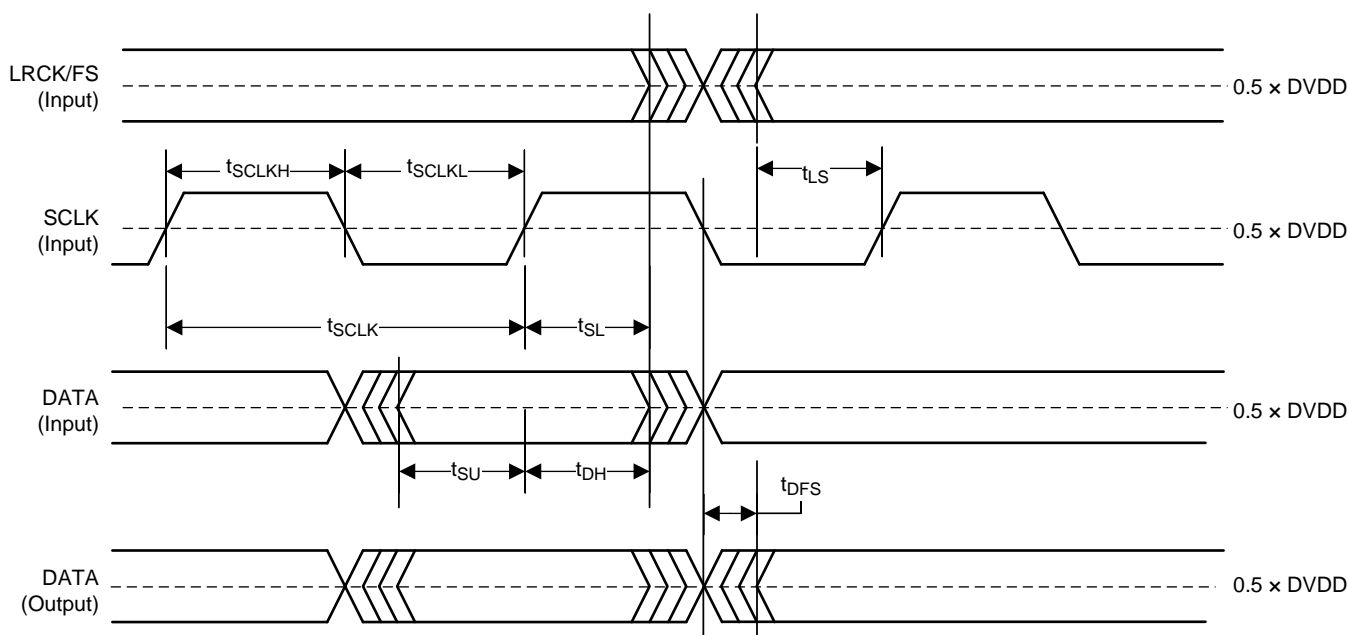 LRCK/FS
(Input)
0.5 × DVDD
tSCLKH
tSCLKL
tLS
SCLK
(Input)
0.5 × DVDD
tSCLK
tSL
DATA
(Input)
0.5 × DVDD
tSU
tDH
tDFS
DATA
(Output)
0.5 × DVDD